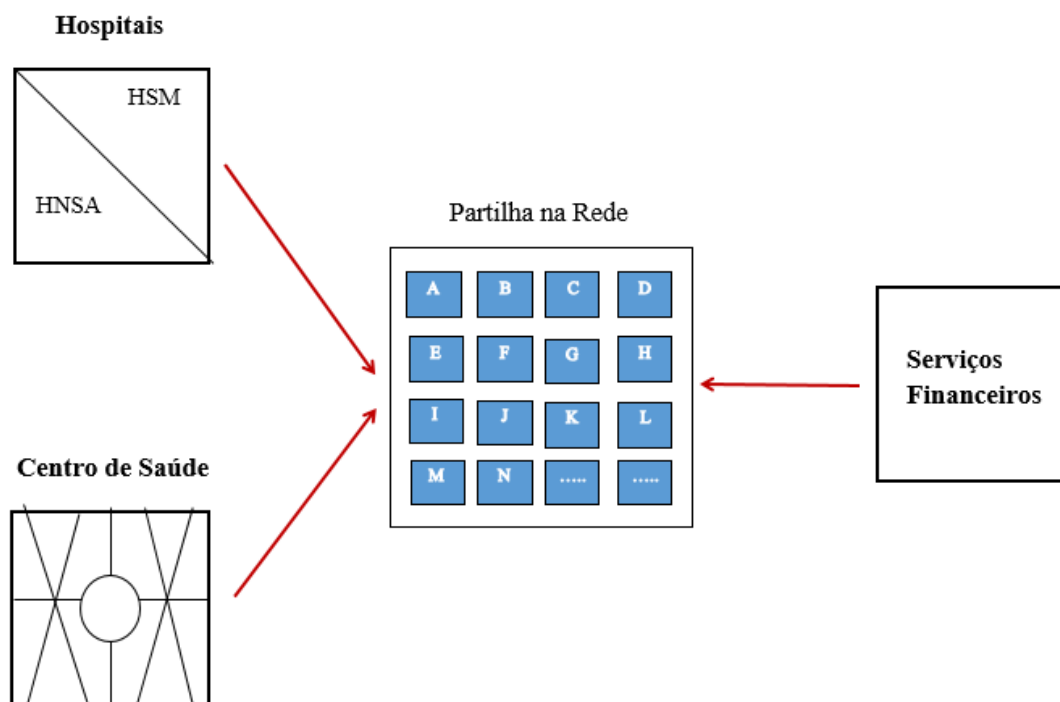 Hospitais
HSM
HNSA
Partilha na Rede
A B C D
E F G H
I J K L
M N ..... .....
Serviços
Financeiros
Centro de Saúde